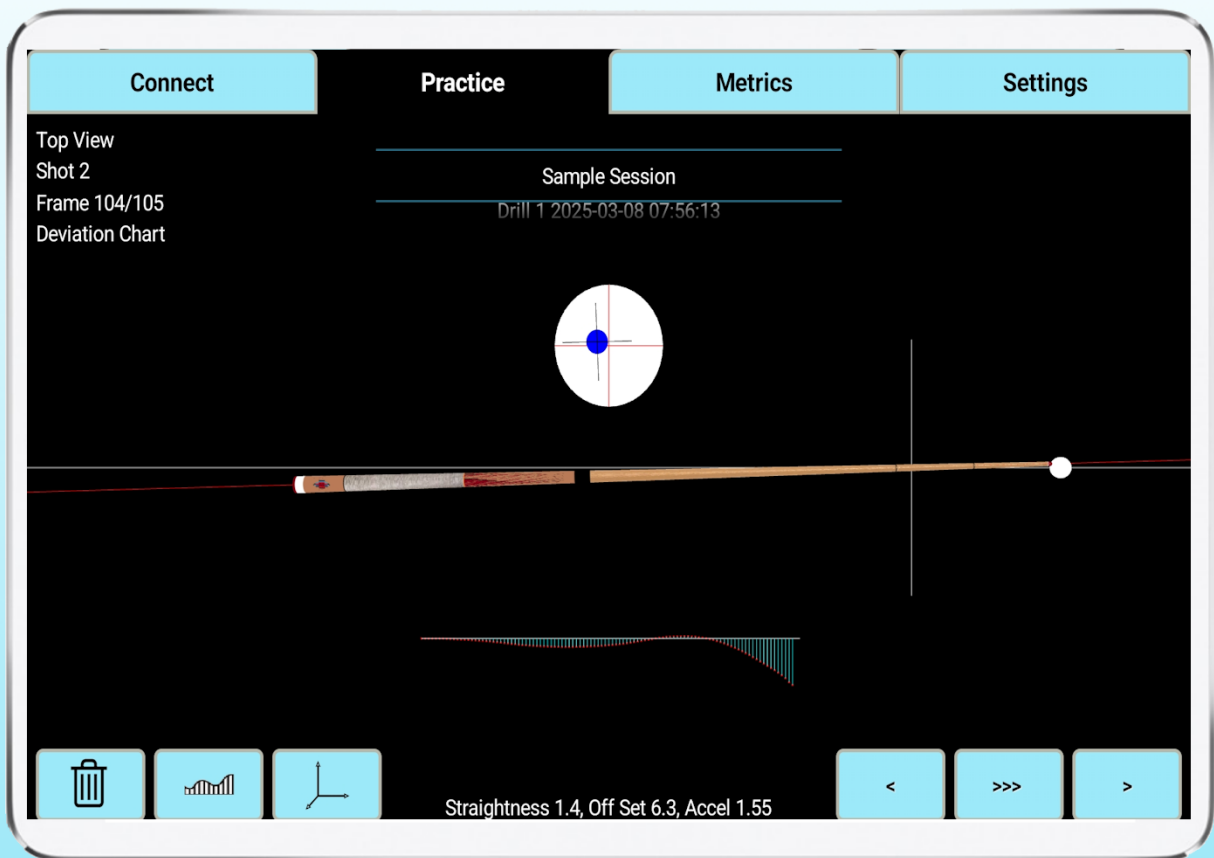 Connect
Practice
Metrics
Settings
Top View
Shot 2
Frame 104/105
Deviation Chart
Sample Session
Drill 1 2025-03-08 07:56:13
Straightness 1.4, Off Set 6.3, Accel 1.55
<
>>>
>